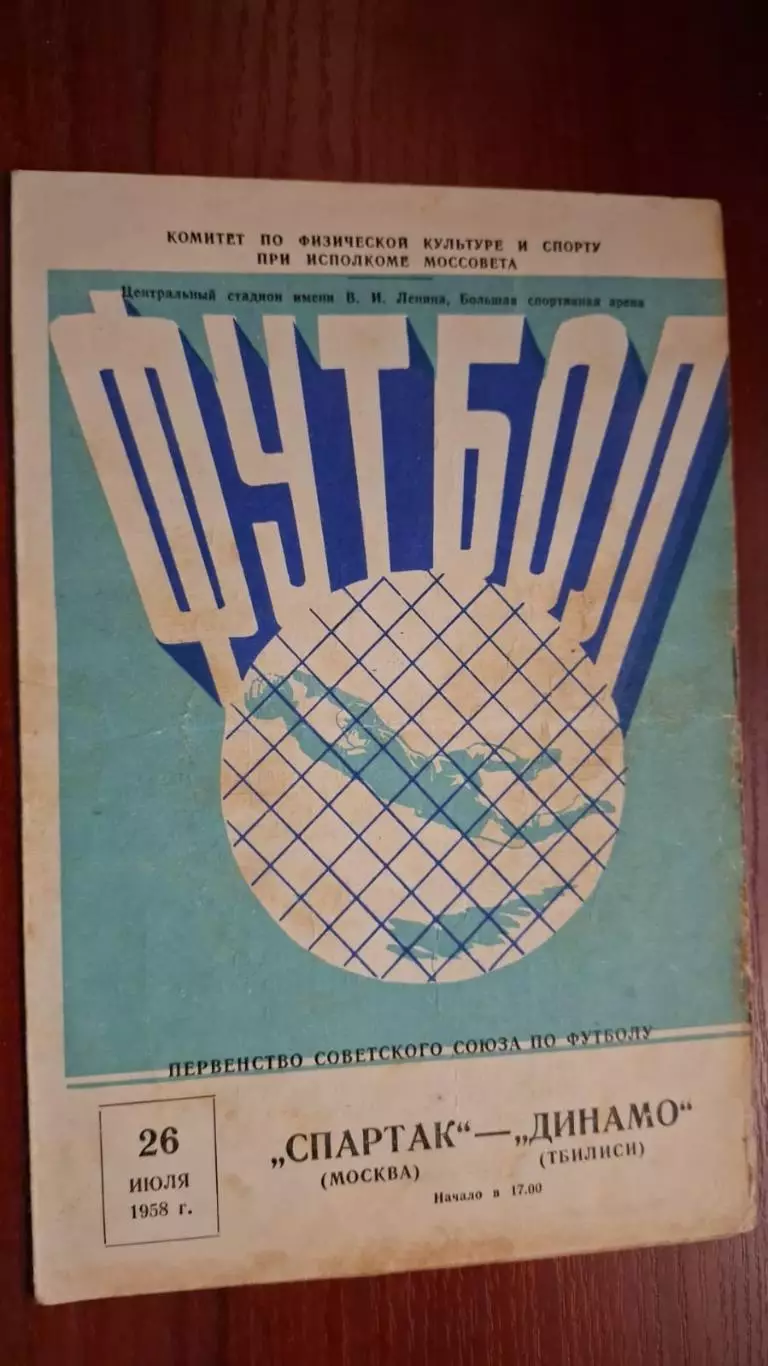 КОМИТЕТ ПО ФИЗИЧЕСКОЙ КУЛЬТУРЕ И СПОРТУ
ПРИ ИСПОЛКОМЕ МОССОВЕТА
Центральный стадион имени В. И. Ленина, Большая спортивная арена
ФУТБОЛ
ПЕРВЕНСТВО СОВЕТСКОГО СОЮЗА ПО ФУТБОЛУ
26
ИЮЛЯ
1958 г.
„СПАРТАК“ — „ДИНАМО“
(МОСКВА) (ТБИЛИСИ)
Начало в 17.00